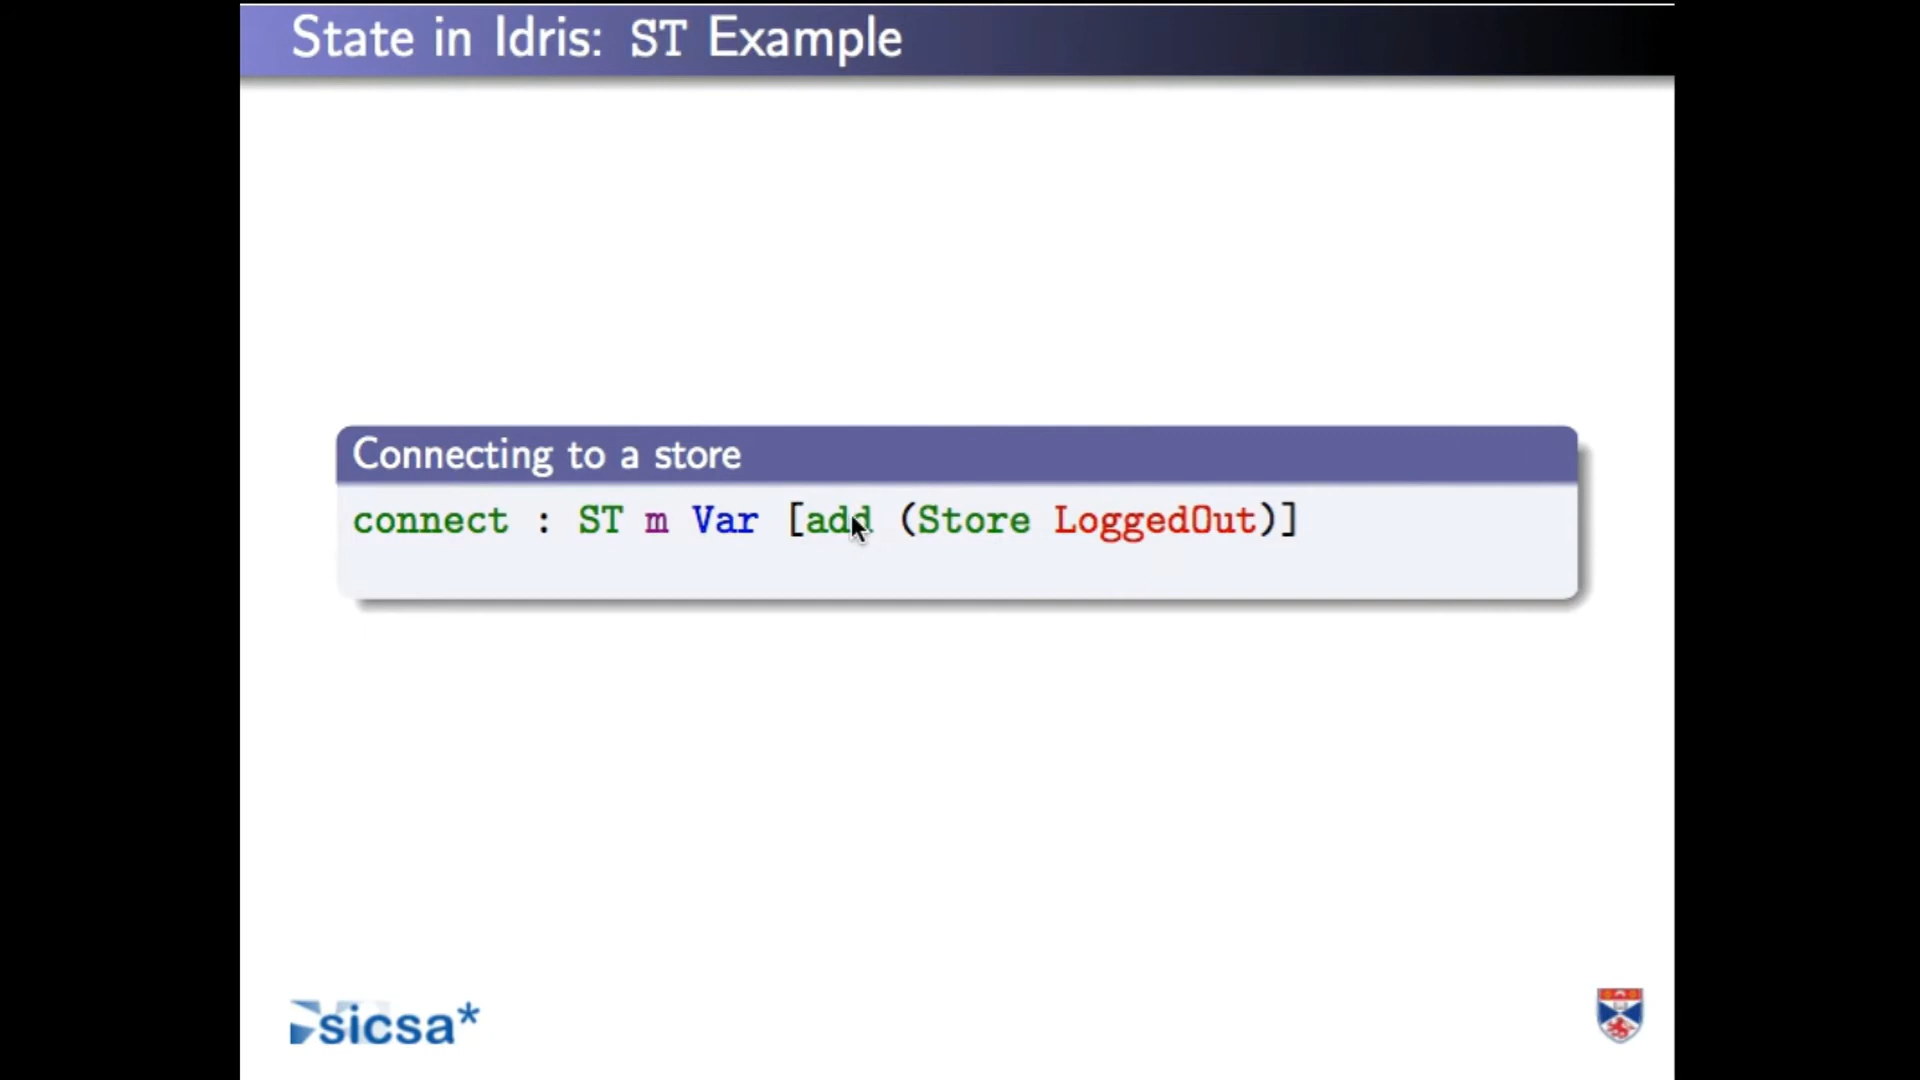 State in Idris: ST Example
Connecting to a store
connect : ST m Var [add (Store LoggedOut)]
sicsa*